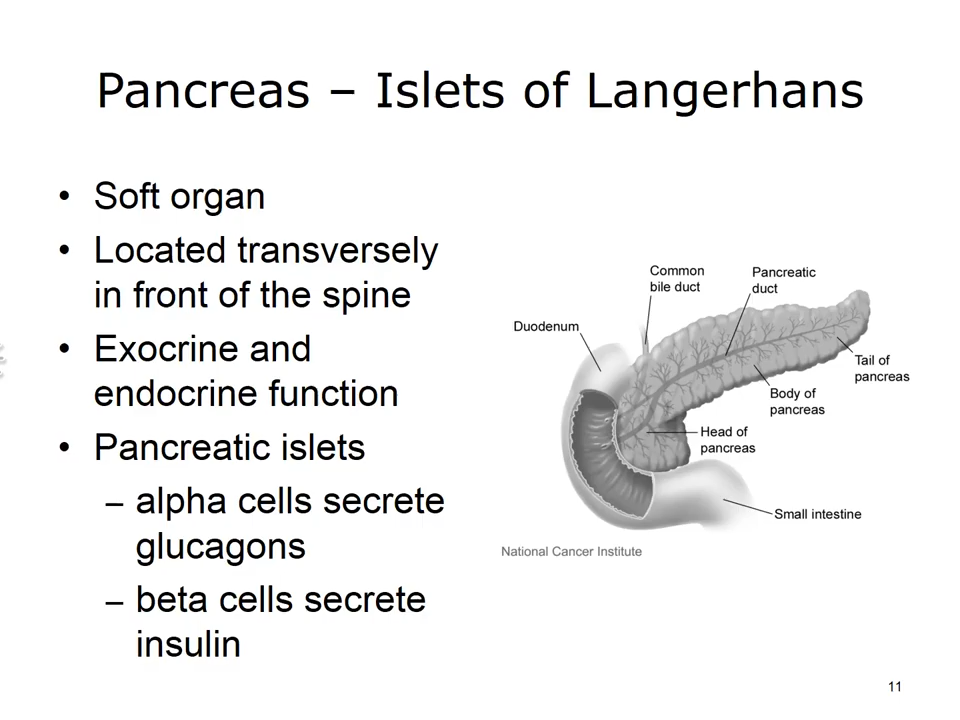 Pancreas – Islets of Langerhans
• Soft organ
• Located transversely
in front of the spine
• Exocrine and
endocrine function
• Pancreatic islets
– alpha cells secrete
glucagons
– beta cells secrete
insulin
Common
bile duct
Pancreatic
duct
Duodenum
Tail of
pancreas
Body of
pancreas
Head of
pancreas
Small intestine
National Cancer Institute
11